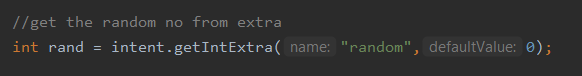 //get the random no from extra
int rand = intent.getIntExtra( name: "random", defaultValue: 0);